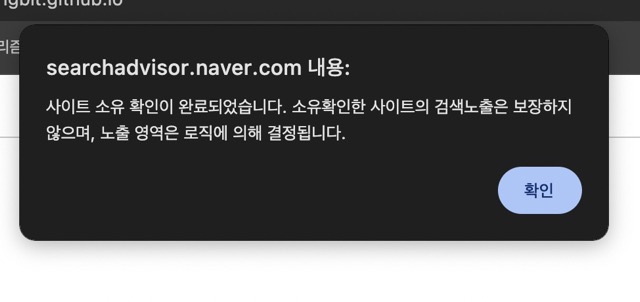 ngbit.github.io
리즘
searchadvisor.naver.com 내용:
사이트 소유 확인이 완료되었습니다. 소유확인한 사이트의 검색노출은 보장하지
않으며, 노출 영역은 로직에 의해 결정됩니다.
확인